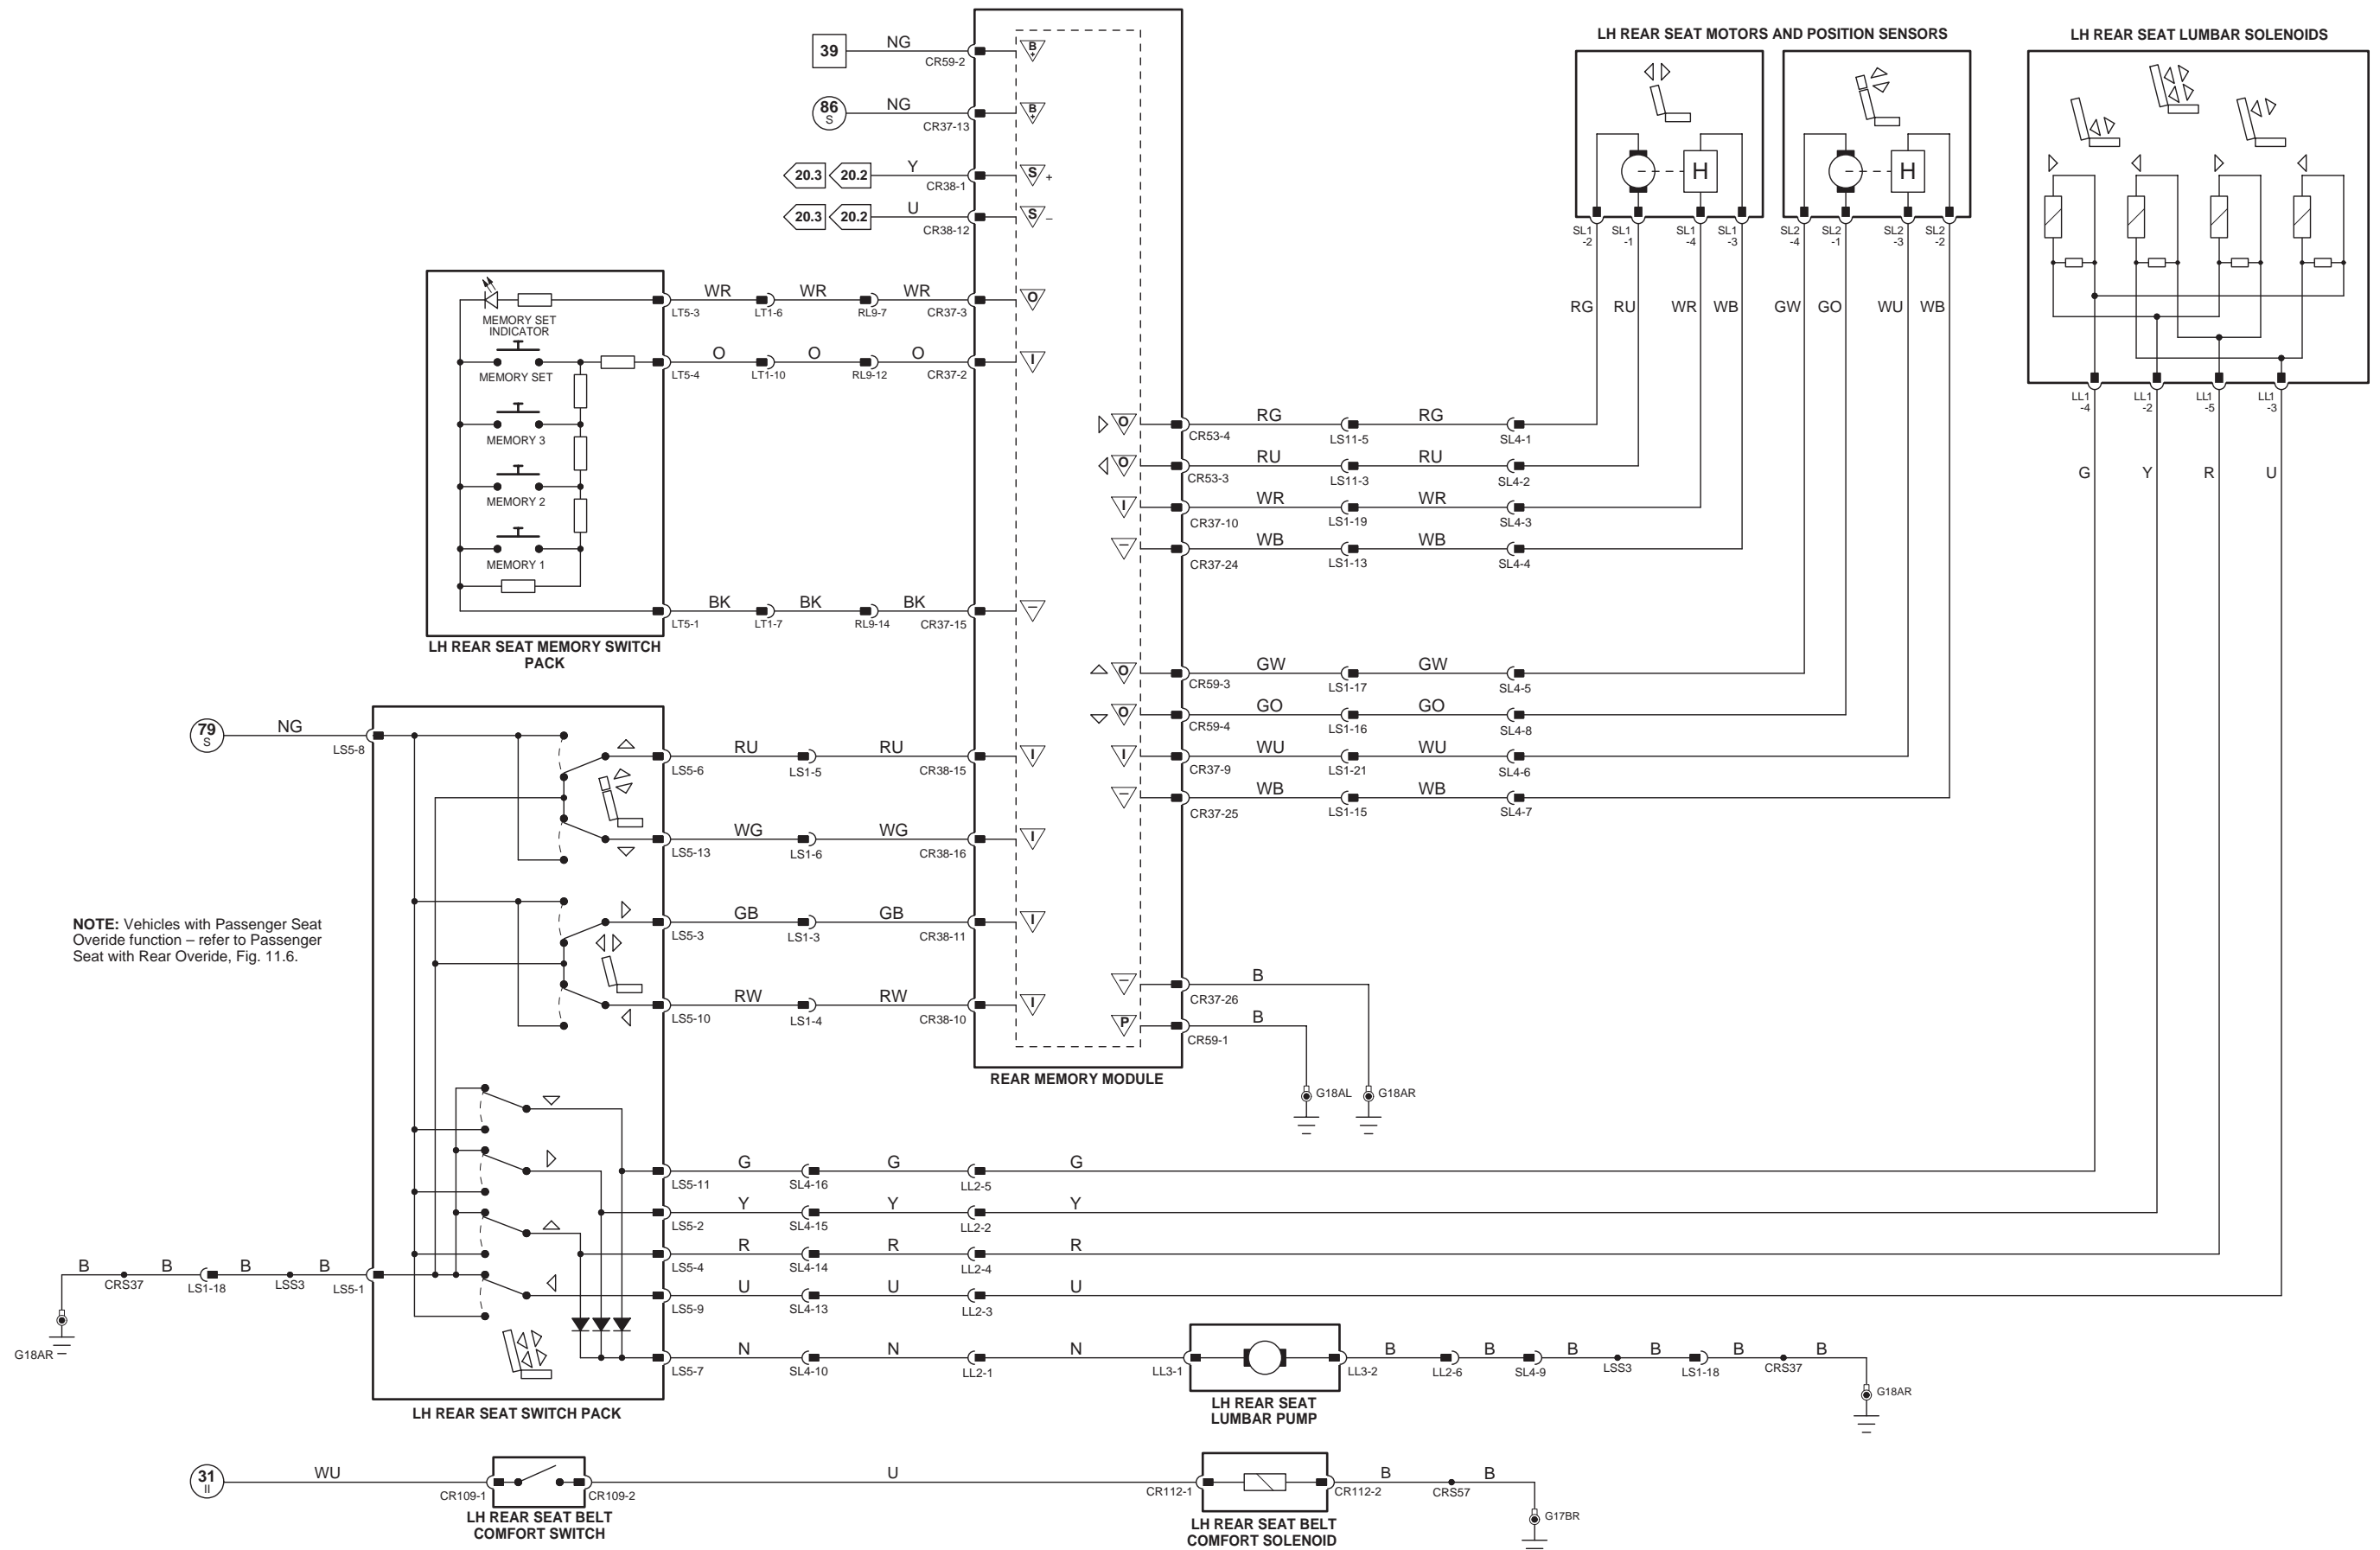 LH REAR SEAT MOTORS AND POSITION SENSORS
LH REAR SEAT LUMBAR SOLENOIDS
39 NG CR59-2 B+
86 S NG CR37-13 B+
20.3 20.2 Y CR38-1 S +
20.3 20.2 U CR38-12 S –
H
H
SL1 -2
SL1 -1
SL1 -4
SL1 -3
SL2 -4
SL2 -1
SL2 -3
SL2 -2
RG RU WR WB GW GO WU WB
LL1 -4
LL1 -2
LL1 -5
LL1 -3
G Y R U
MEMORY SET
INDICATOR
MEMORY SET
MEMORY 3
MEMORY 2
MEMORY 1
LT5-3 WR LT1-6 WR RL9-7 WR CR37-3 O
LT5-4 O LT1-10 O RL9-12 O CR37-2 I
LT5-1 BK LT1-7 BK RL9-14 BK CR37-15 –
LH REAR SEAT MEMORY SWITCH
PACK
O CR53-4 RG LS11-5 RG SL4-1
O CR53-3 RU LS11-3 RU SL4-2
I CR37-10 WR LS1-19 WR SL4-3
– CR37-24 WB LS1-13 WB SL4-4
O CR59-3 GW LS1-17 GW SL4-5
O CR59-4 GO LS1-16 GO SL4-8
I CR37-9 WU LS1-21 WU SL4-6
– CR37-25 WB LS1-15 WB SL4-7
79 S NG LS5-8
LS5-6 RU LS1-5 RU CR38-15 I
LS5-13 WG LS1-6 WG CR38-16 I
LS5-3 GB LS1-3 GB CR38-11 I
LS5-10 RW LS1-4 RW CR38-10 I
NOTE: Vehicles with Passenger Seat
Overide function – refer to Passenger
Seat with Rear Overide, Fig. 11.6.
– CR37-26 B
P CR59-1 B
G18AL G18AR
REAR MEMORY MODULE
LS5-11 G SL4-16 G LL2-5 G
LS5-2 Y SL4-15 Y LL2-2 Y
LS5-4 R SL4-14 R LL2-4 R
LS5-9 U SL4-13 U LL2-3 U
B CRS37 B LS1-18 B LSS3 B LS5-1
G18AR
LS5-7 N SL4-10 N LL2-1 N LL3-1
LL3-2 B LL2-6 B SL4-9 B LSS3 B LS1-18 B CRS37 B
G18AR
LH REAR SEAT SWITCH PACK
LH REAR SEAT
LUMBAR PUMP
31 II WU CR109-1 CR109-2 U CR112-1 CR112-2 B CRS57 B
G17BR
LH REAR SEAT BELT
COMFORT SWITCH
LH REAR SEAT BELT
COMFORT SOLENOID